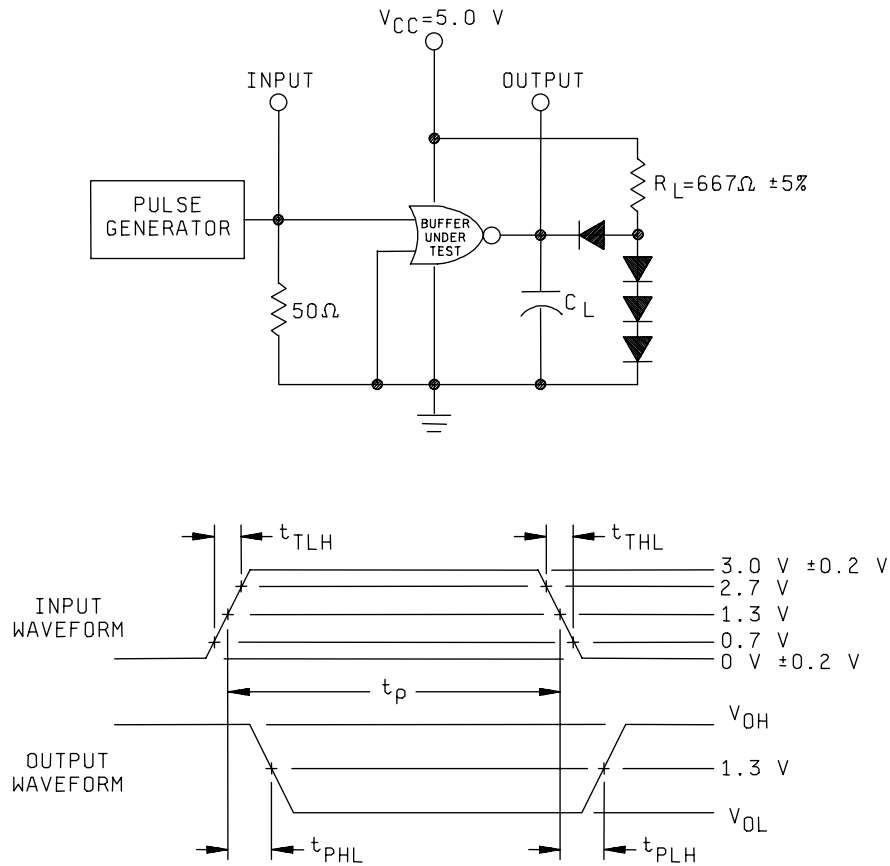 V_CC=5.0 V
INPUT
OUTPUT
R_L=667Ω ±5%
PULSE
GENERATOR
BUFFER
UNDER
TEST
50Ω
C_L
t_TLH
t_THL
3.0 V ±0.2 V
2.7 V
INPUT
WAVEFORM
1.3 V
0.7 V
0 V ±0.2 V
t_p
V_OH
OUTPUT
WAVEFORM
1.3 V
V_OL
t_PHL
t_PLH